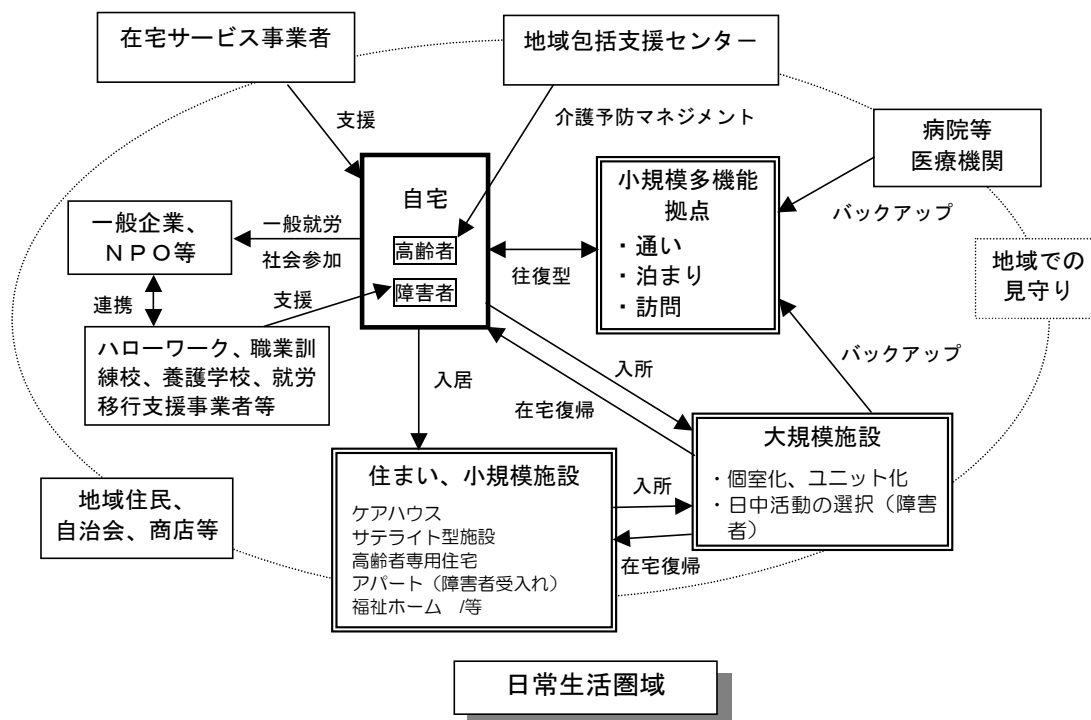 在宅サービス事業者
地域包括支援センター
支援
介護予防マネジメント
病院等
医療機関
自宅
高齢者
障害者
小規模多機能
拠点
・通い
・泊まり
・訪問
バックアップ
一般企業、
ＮＰＯ等
一般就労
社会参加
往復型
地域での
見守り
連携
支援
ハローワーク、職業訓
練校、養護学校、就労
移行支援事業者等
入居
入所
在宅復帰
バックアップ
大規模施設
・個室化、ユニット化
・日中活動の選択（障害
者）
住まい、小規模施設
ケアハウス
サテライト型施設
高齢者専用住宅
アパート（障害者受入れ）
福祉ホーム　/等
入所
在宅復帰
地域住民、
自治会、商店等
日常生活圏域